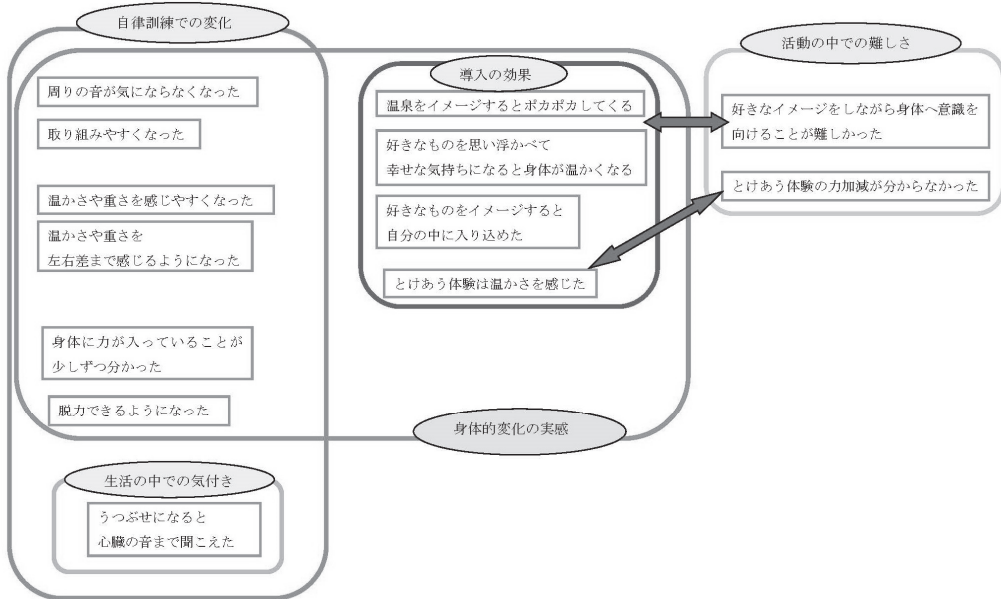 自律訓練での変化
周りの音が気にならなくなった
取り組みやすくなった
温かさや重さを感じやすくなった
温かさや重さを
左右差まで感じるようになった
身体に力が入っていることが
少しずつ分かった
脱力できるようになった
生活の中での気付き
うつぶせになると
心臓の音まで聞こえた
導入の効果
温泉をイメージするとポカポカしてくる
好きなものを思い浮かべて
幸せな気持ちになると身体が温かくなる
好きなものをイメージすると
自分の中に入り込めた
とけあう体験は温かさを感じた
身体的変化の実感
活動の中での難しさ
好きなイメージをしながら身体へ意識を
向けることが難しかった
とけあう体験の力加減が分からなかった